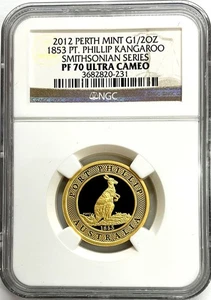 2012 PERTH MINT G1/2OZ
1853 PT. PHILLIP KANGAROO
SMITHSONIAN SERIES
PF 70 ULTRA CAMEO
3682820-231
NGC
PORT PHILLIP
1853
AUSTRALIA